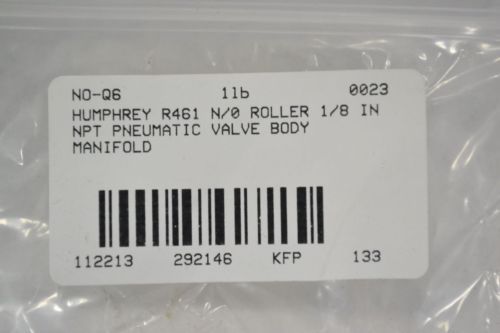 NO-Q6 1lb 0023
HUMPHREY R461 N/O ROLLER 1/8 IN
NPT PNEUMATIC VALVE BODY
MANIFOLD
112213 292146 KFP 133